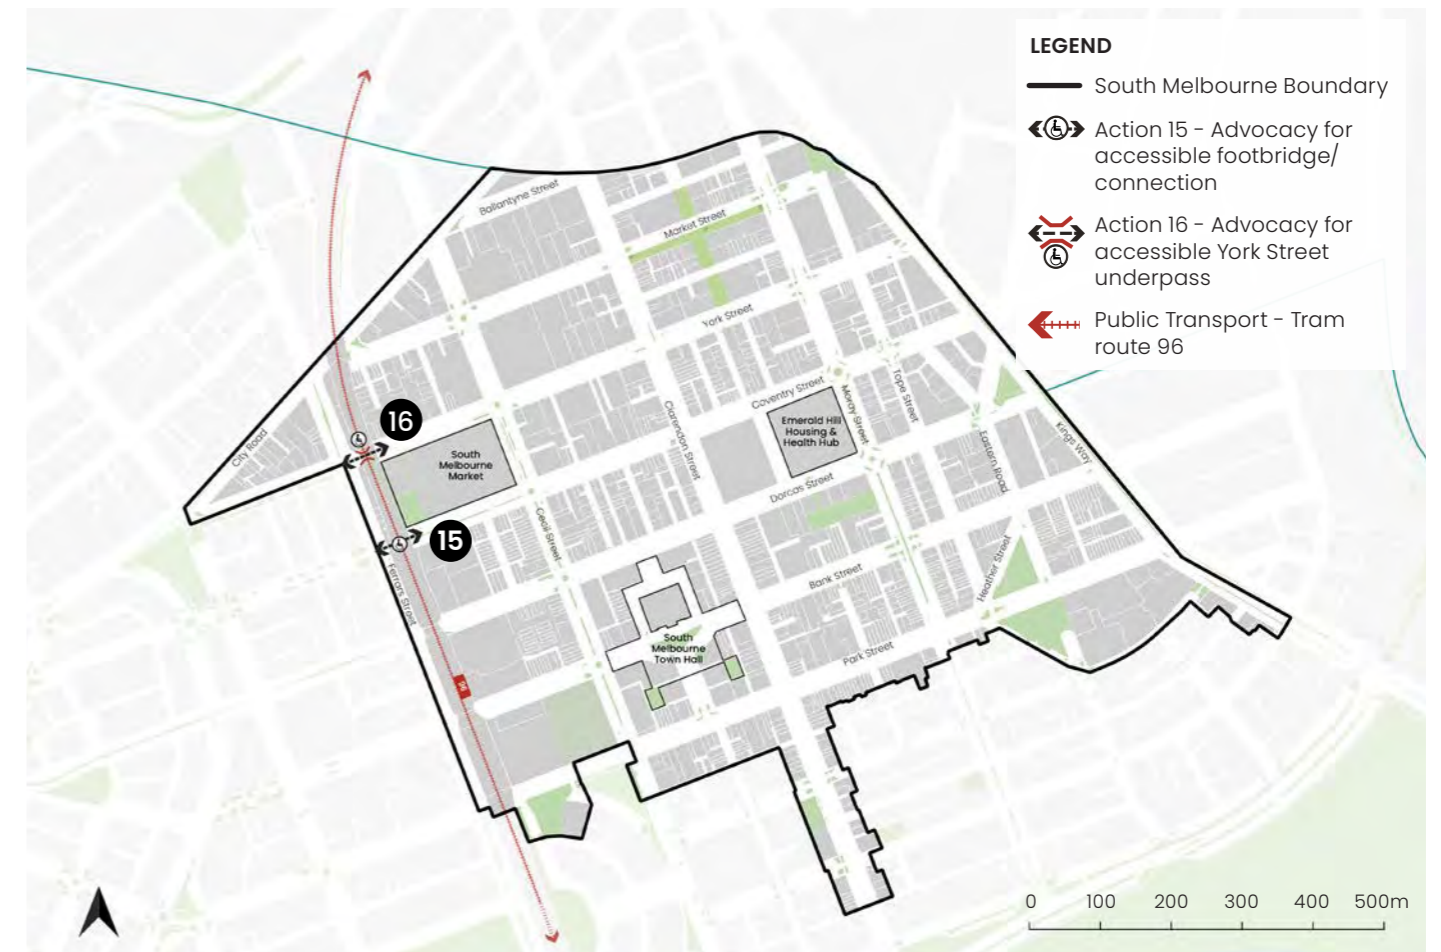 LEGEND
South Melbourne Boundary
Action 15 - Advocacy for
accessible footbridge/
connection
Action 16 - Advocacy for
accessible York Street
underpass
Public Transport - Tram
route 96
Ballantyne Street
Market Street
York Street
Coventry Street
Tope Street
Moray Street
Clarendon Street
Emerald Hill
Housing &
Health Hub
Kings Way
Eastern Road
City Road
16
South
Melbourne
Market
Dorcas Street
15
Cecil Street
Ferrars Street
Bank Street
Heather Street
South
Melbourne
Town Hall
Park Street
96
0 100 200 300 400 500m